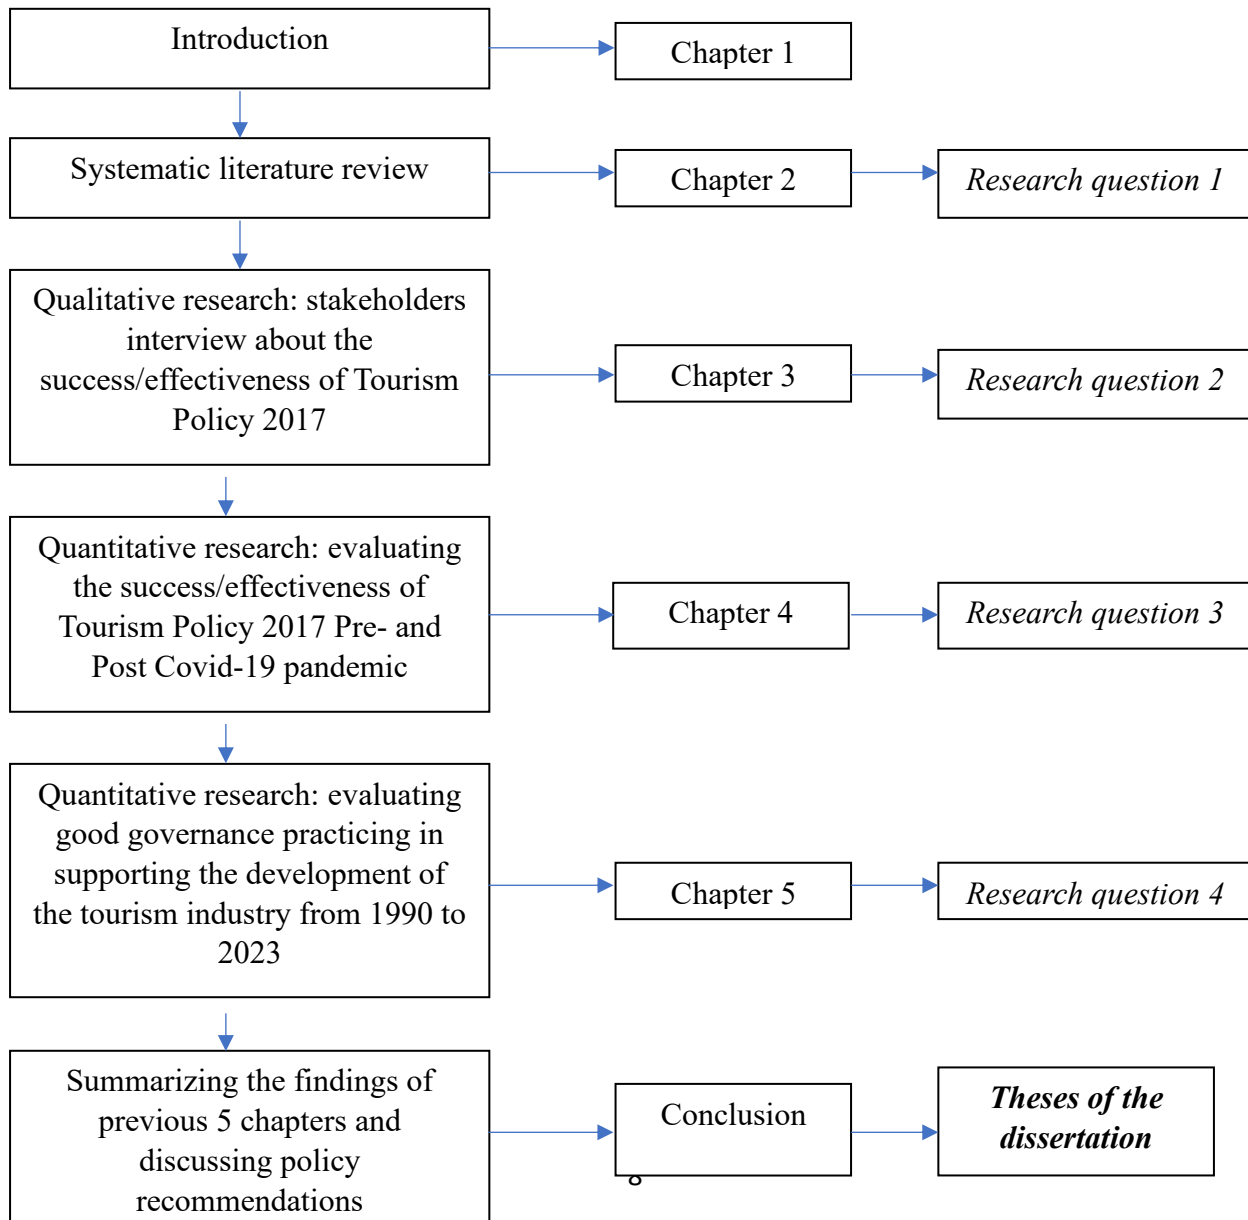 Introduction
Chapter 1
Systematic literature review
Chapter 2
Research question 1
Qualitative research: stakeholders
interview about the
success/effectiveness of Tourism
Policy 2017
Chapter 3
Research question 2
Quantitative research: evaluating
the success/effectiveness of
Tourism Policy 2017 Pre- and
Post Covid-19 pandemic
Chapter 4
Research question 3
Quantitative research: evaluating
good governance practicing in
supporting the development of
the tourism industry from 1990 to
2023
Chapter 5
Research question 4
Summarizing the findings of
previous 5 chapters and
discussing policy
recommendations
Conclusion
Theses of the
dissertation
8